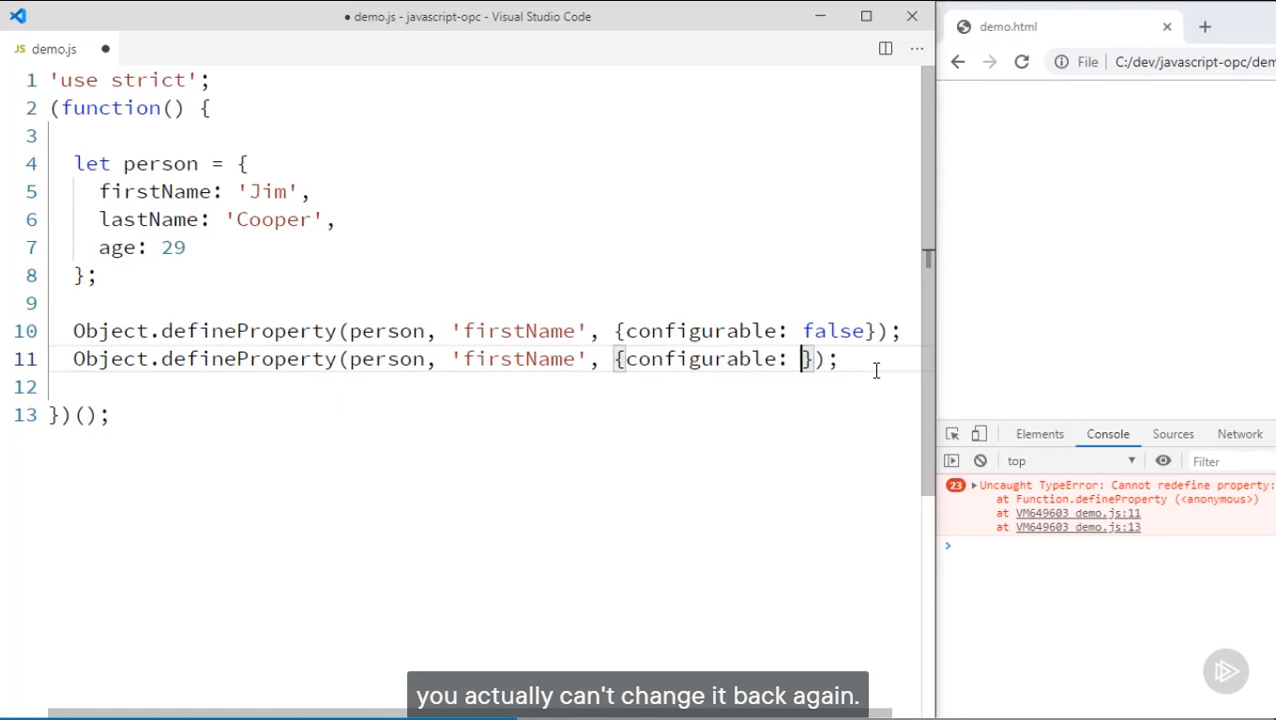 ● demo.js - javascript-opc - Visual Studio Code
JS demo.js ●
1 'use strict';
2 (function() {
3
4 let person = {
5 firstName: 'Jim',
6 lastName: 'Cooper',
7 age: 29
8 };
9
10 Object.defineProperty(person, 'firstName', {configurable: false});
11 Object.defineProperty(person, 'firstName', {configurable: });
12
13 })();
demo.html
File C:/dev/javascript-opc/dem
Elements Console Sources Network
top Filter
23 Uncaught TypeError: Cannot redefine property:
at Function.defineProperty (<anonymous>)
at VM649603 demo.js:11
at VM649603 demo.js:13
you actually can't change it back again.